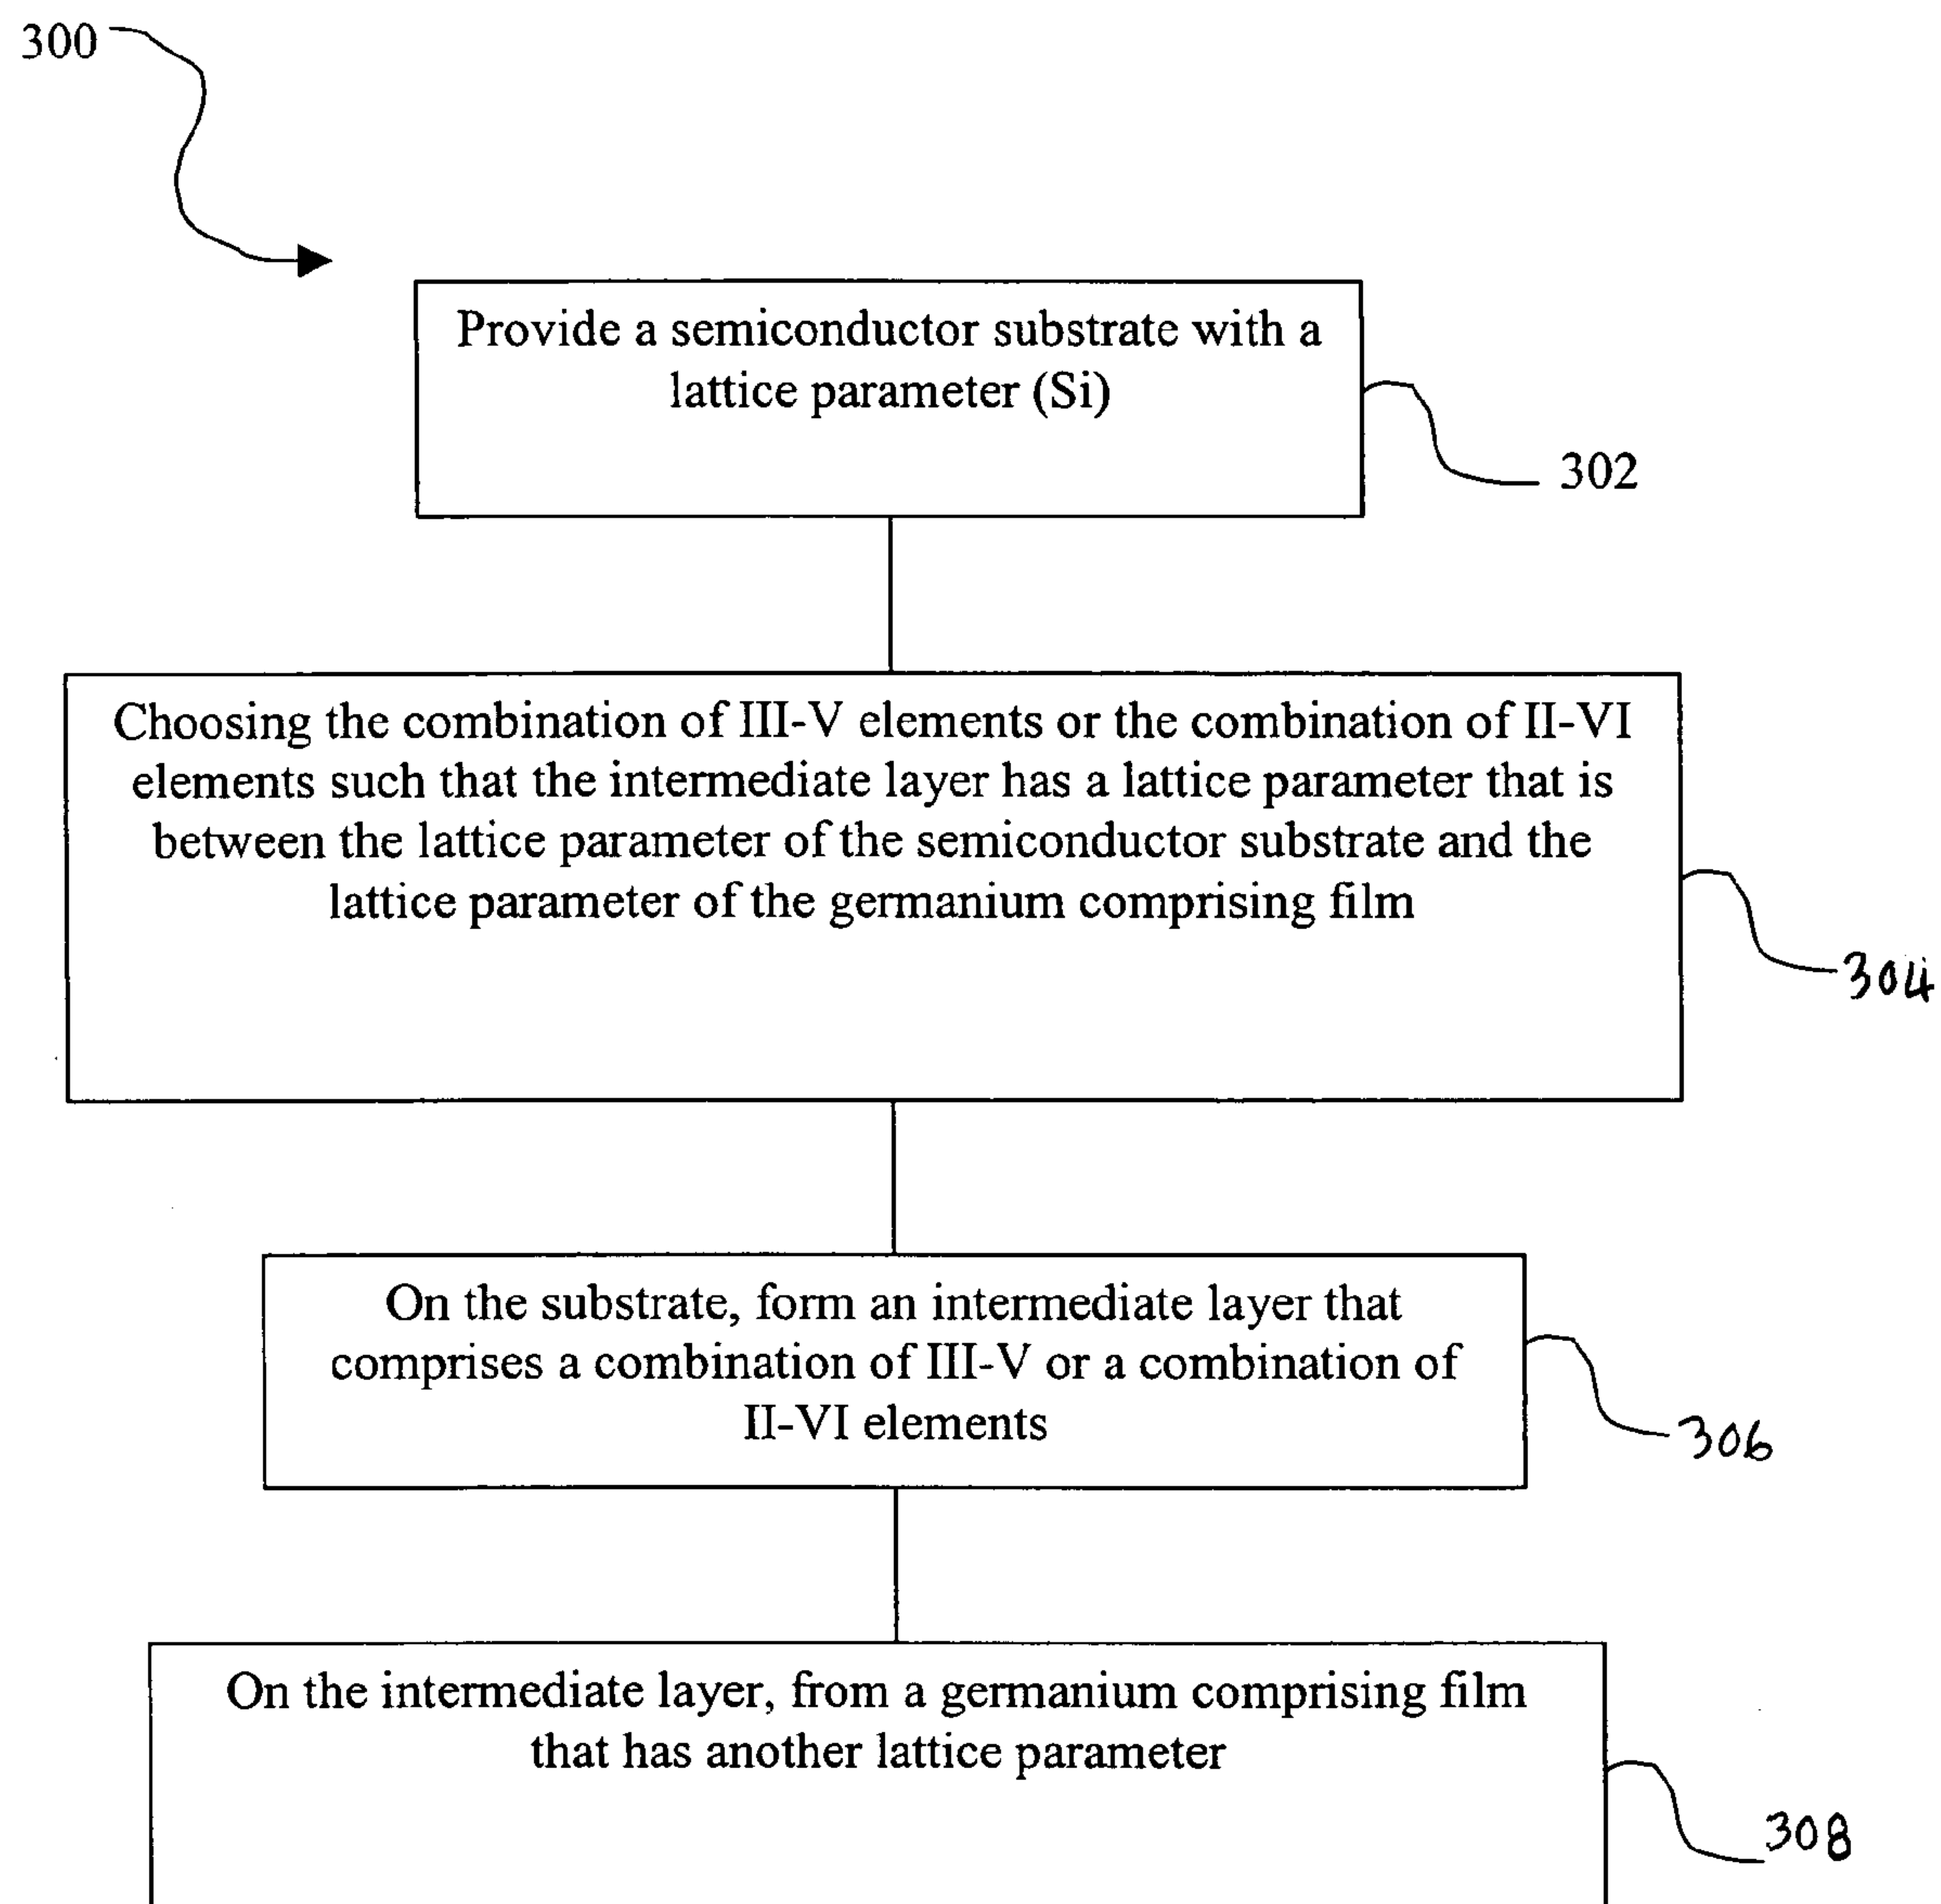 300
Provide a semiconductor substrate with a
lattice parameter (Si)
302
Choosing the combination of III-V elements or the combination of II-VI
elements such that the intermediate layer has a lattice parameter that is
between the lattice parameter of the semiconductor substrate and the
lattice parameter of the germanium comprising film
304
On the substrate, form an intermediate layer that
comprises a combination of III-V or a combination of
II-VI elements
306
On the intermediate layer, from a germanium comprising film
that has another lattice parameter
308